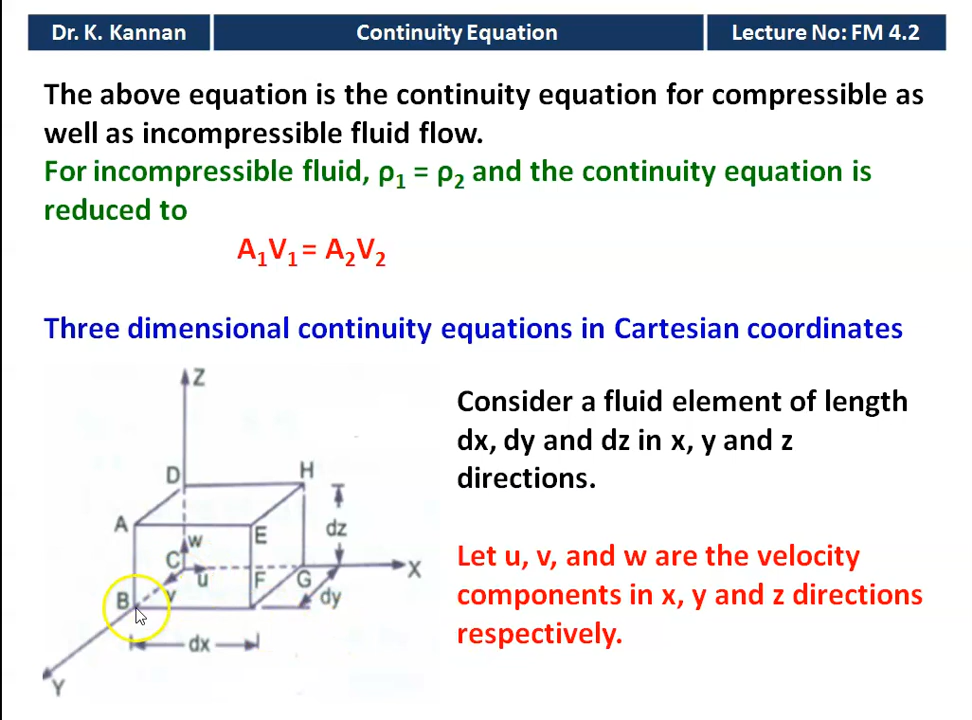 Dr. K. Kannan
Continuity Equation
Lecture No: FM 4.2
The above equation is the continuity equation for compressible as
well as incompressible fluid flow.
For incompressible fluid, ρ₁ = ρ₂ and the continuity equation is
reduced to
A₁V₁ = A₂V₂
Three dimensional continuity equations in Cartesian coordinates
Z
D
H
A
E
dz
w
C
u
F
G
X
B
v
dy
dx
Y
Consider a fluid element of length
dx, dy and dz in x, y and z
directions.
Let u, v, and w are the velocity
components in x, y and z directions
respectively.